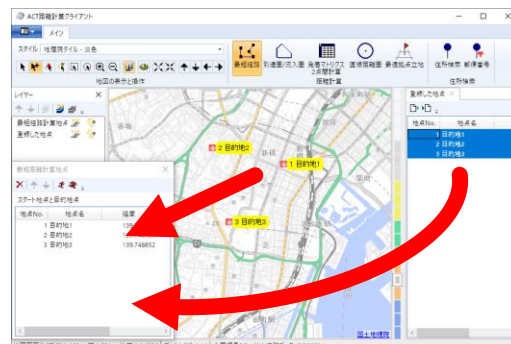 ACT距離計算クライアント
メイン
スタイル 地理院タイル - 淡色
地図の表示と操作
最短経路 到達圏/流入圏 発着マトリクス 直線距離圏 最適拠点立地
2点間計算
距離計算
住所検索 郵便番号
住所検索
レイヤー
最短経路計算地点
登録した地点
最短距離計算地点
スタート地点と目的地点
地点No. 地点名 経度
1 目的地1 139.
2 目的地2
3 目的地3 139.746852
2 目的地2
1 目的地1
3 目的地3
新橋
国土地理院
登録した地点
地点No. 地点名
1 目的地1
2 目的地2
3 目的地3